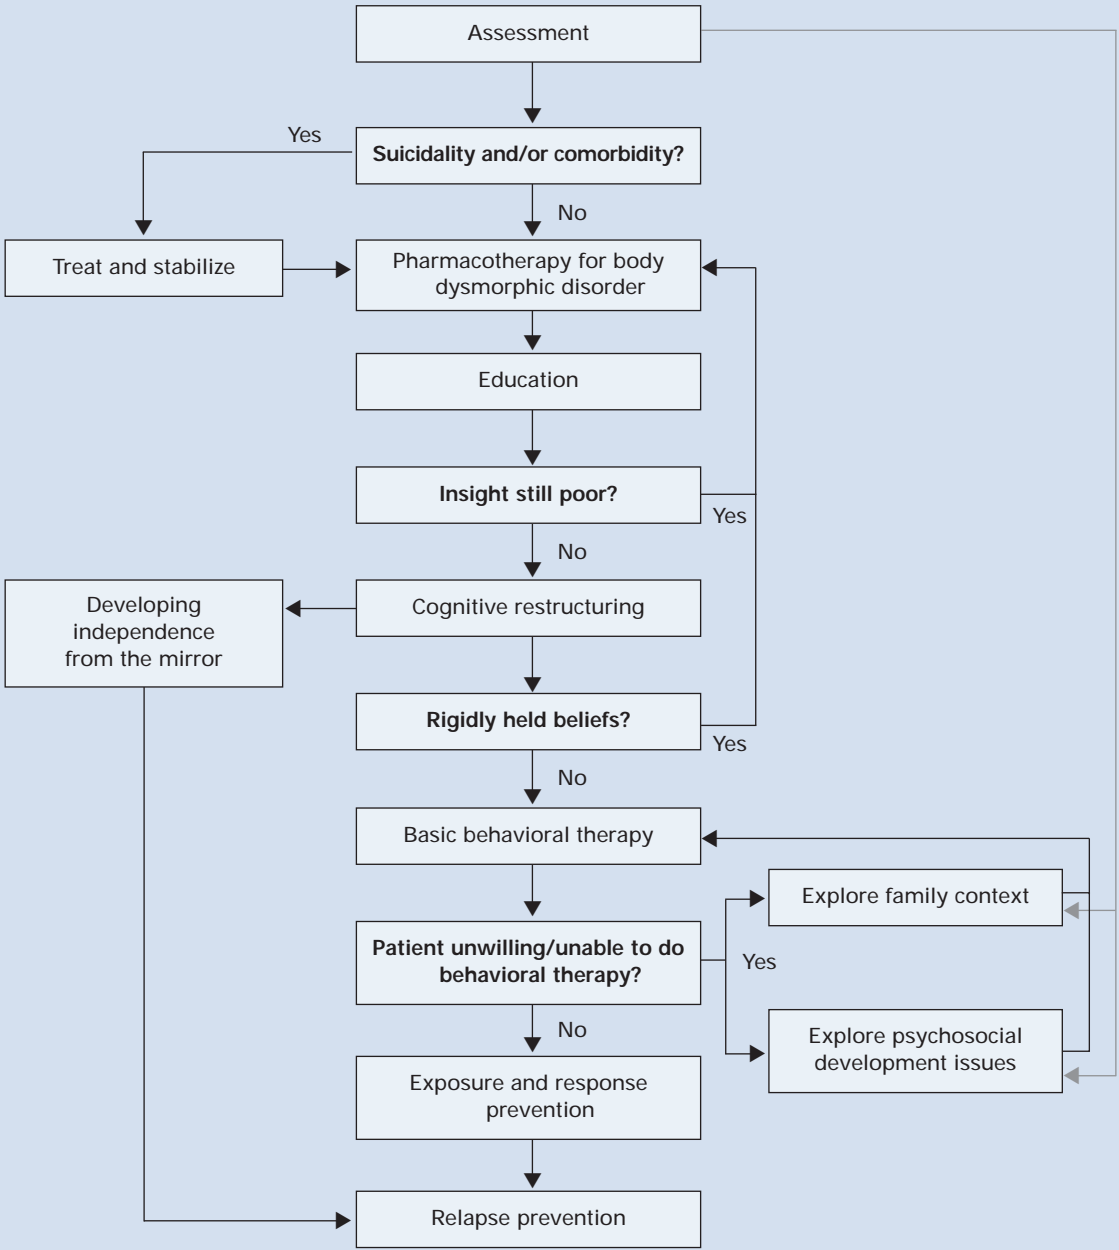 Assessment
Yes
Suicidality and/or comorbidity?
No
Treat and stabilize
Pharmacotherapy for body
dysmorphic disorder
Education
Insight still poor?
Yes
No
Developing
independence
from the mirror
Cognitive restructuring
Rigidly held beliefs?
Yes
No
Basic behavioral therapy
Explore family context
Patient unwilling/unable to do
behavioral therapy?
Yes
No
Explore psychosocial
development issues
Exposure and response
prevention
Relapse prevention